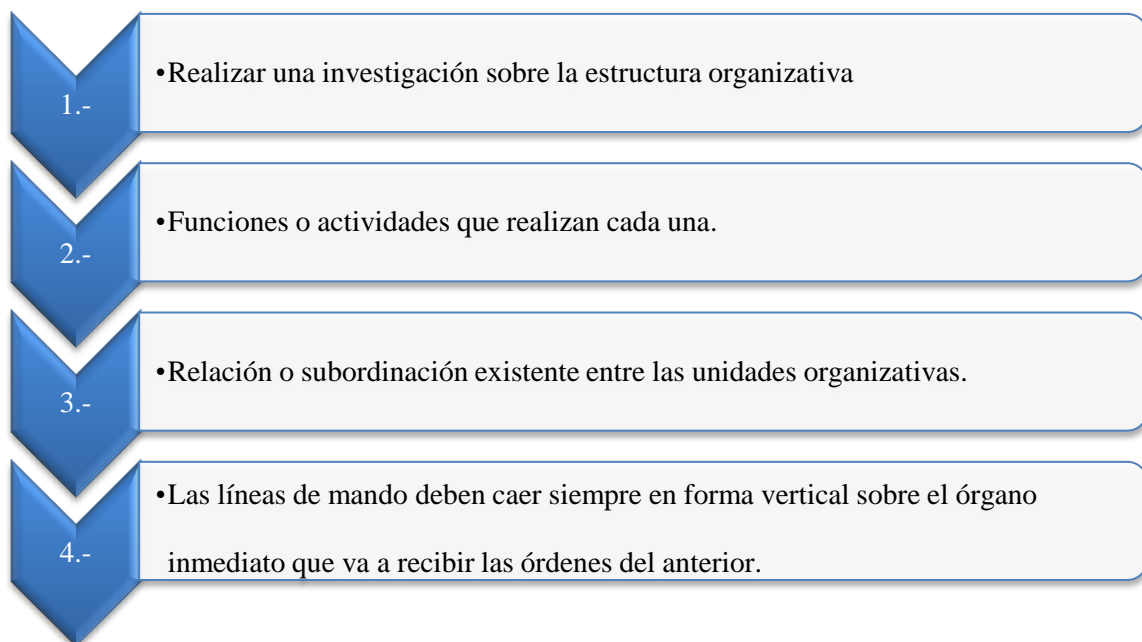 1.-
•Realizar una investigación sobre la estructura organizativa
2.-
•Funciones o actividades que realizan cada una.
3.-
•Relación o subordinación existente entre las unidades organizativas.
4.-
•Las líneas de mando deben caer siempre en forma vertical sobre el órgano
inmediato que va a recibir las órdenes del anterior.